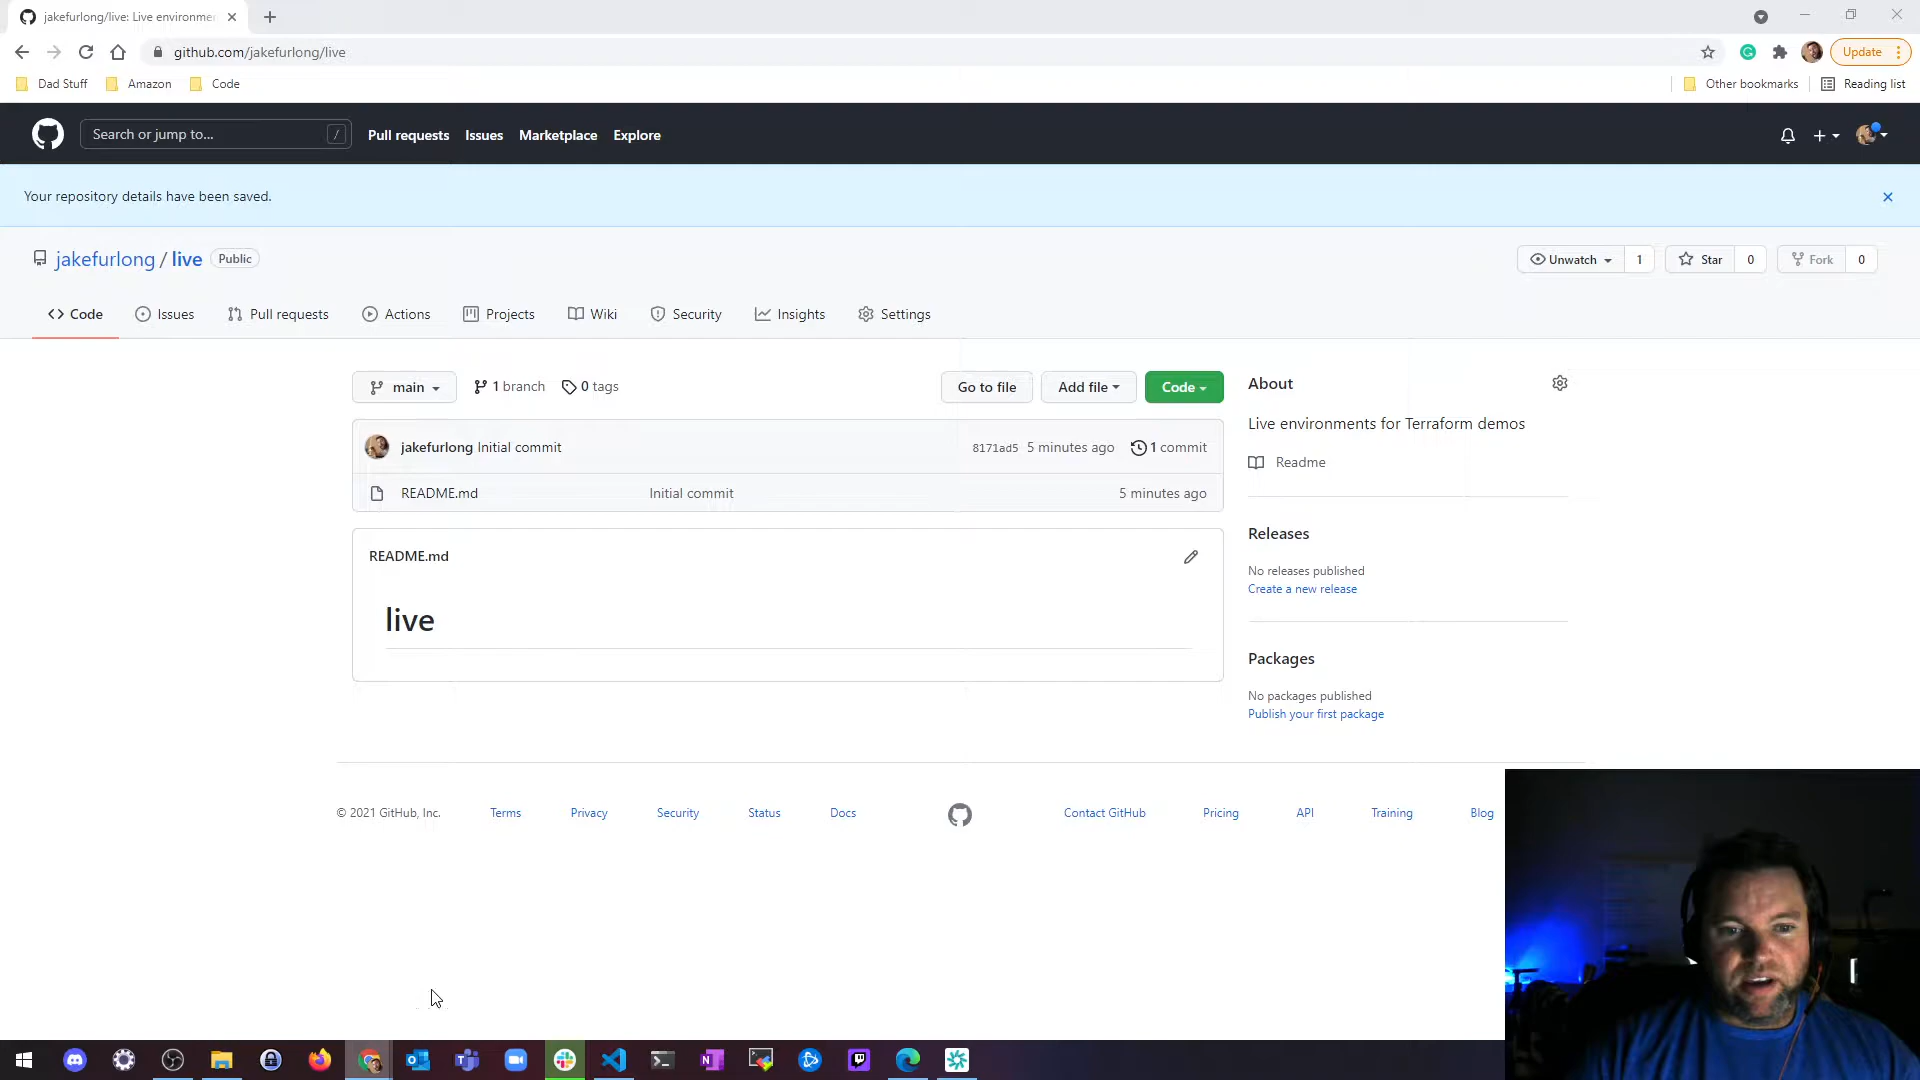 jakefurlong/live: Live environmen
github.com/jakefurlong/live
Update
Dad Stuff
Amazon
Code
Other bookmarks
Reading list
Search or jump to...
/
Pull requests
Issues
Marketplace
Explore
Your repository details have been saved.
jakefurlong / live
Public
Unwatch
1
Star
0
Fork
0
Code
Issues
Pull requests
Actions
Projects
Wiki
Security
Insights
Settings
main
1 branch
0 tags
Go to file
Add file
Code
jakefurlong Initial commit
8171ad5
5 minutes ago
1 commit
README.md
Initial commit
5 minutes ago
README.md
live
About
Live environments for Terraform demos
Readme
Releases
No releases published
Create a new release
Packages
No packages published
Publish your first package
© 2021 GitHub, Inc.
Terms
Privacy
Security
Status
Docs
Contact GitHub
Pricing
API
Training
Blog